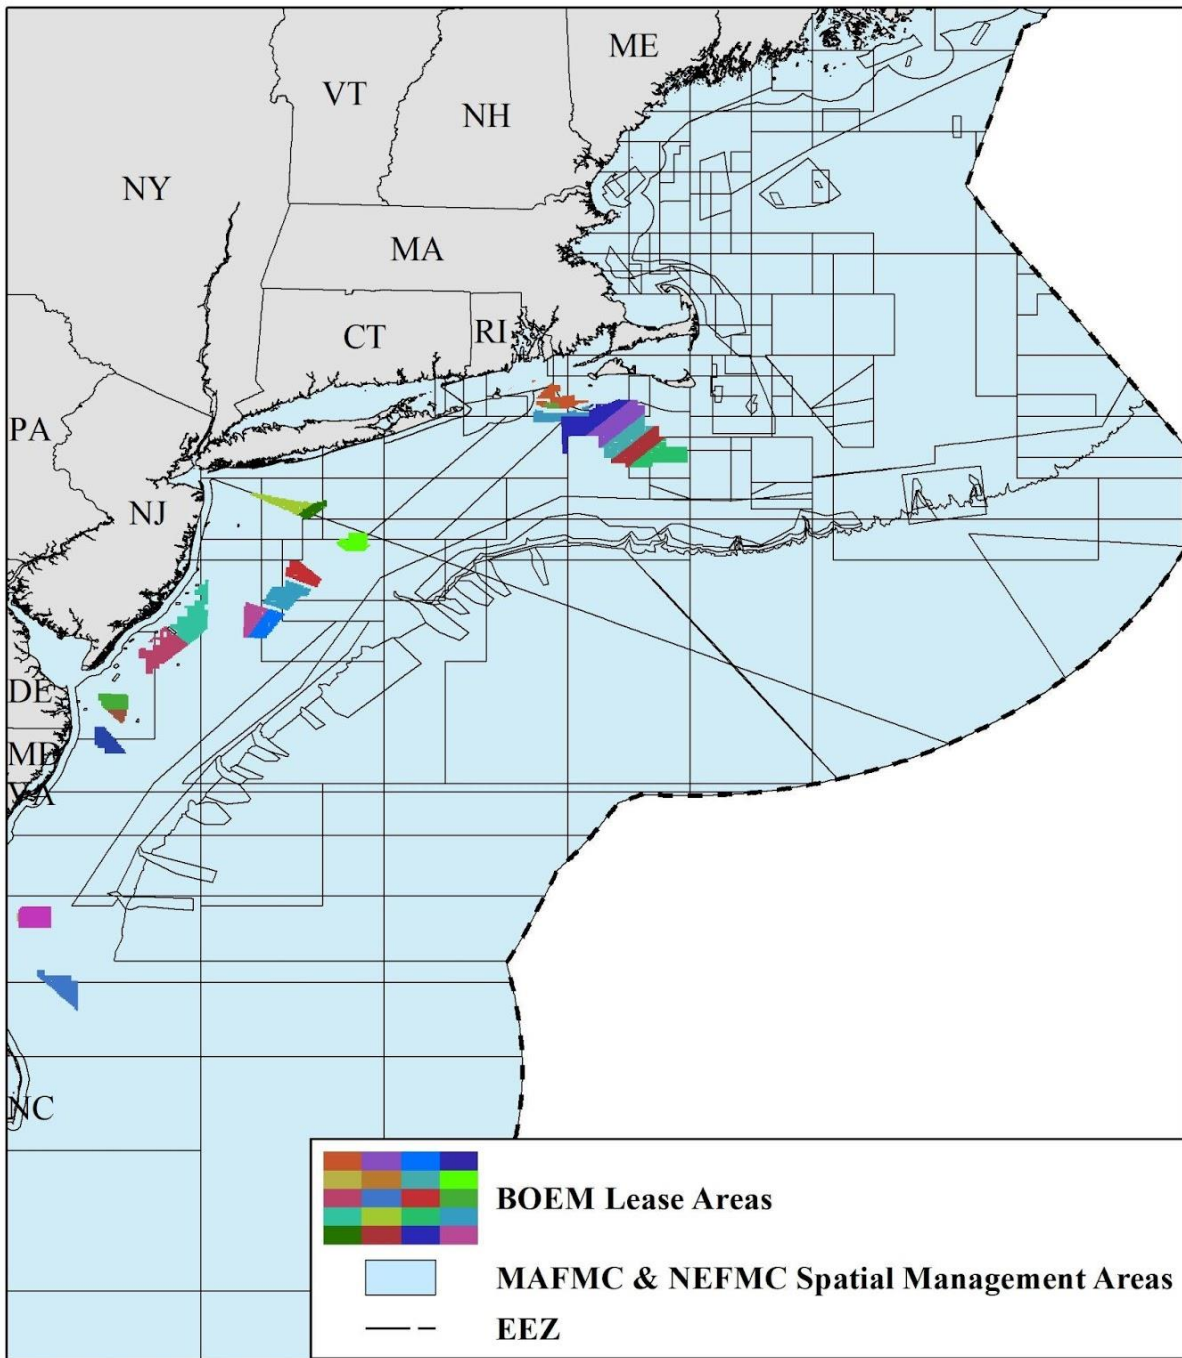 ME
VT
NH
NY
MA
CT
RI
PA
NJ
DE
MD
VA
NC
BOEM Lease Areas
MAFMC & NEFMC Spatial Management Areas
EEZ